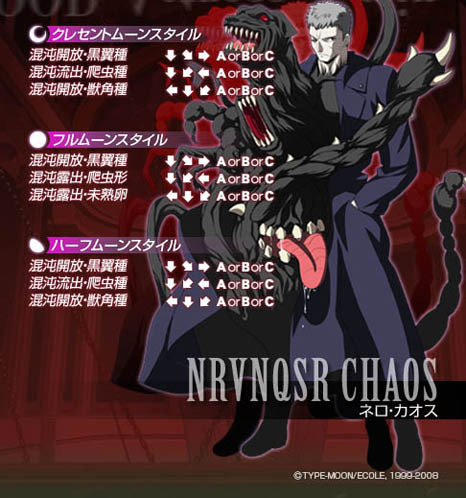 クレセントムーンスタイル
混沌開放・黒翼種 ⬇⬊➡ A or B or C
混沌流出・爬虫種 ⬇⬋⬅ A or B or C
混沌開放・獣角種 ⬅⬇⬋ A or B or C
フルムーンスタイル
混沌開放・黒翼種 ⬇⬊➡ A or B or C
混沌露出・爬虫形 ⬇⬋⬅ A or B or C
混沌露出・未熟卵 ⬅⬇⬋ A or B or C
ハーフムーンスタイル
混沌開放・黒翼種 ⬇⬊➡ A or B or C
混沌流出・爬虫種 ⬇⬋⬅ A or B or C
混沌開放・獣角種 ⬅⬇⬋ A or B or C
NRVNQSR CHAOS
ネロ・カオス
©TYPE-MOON/ECOLE, 1999-2008